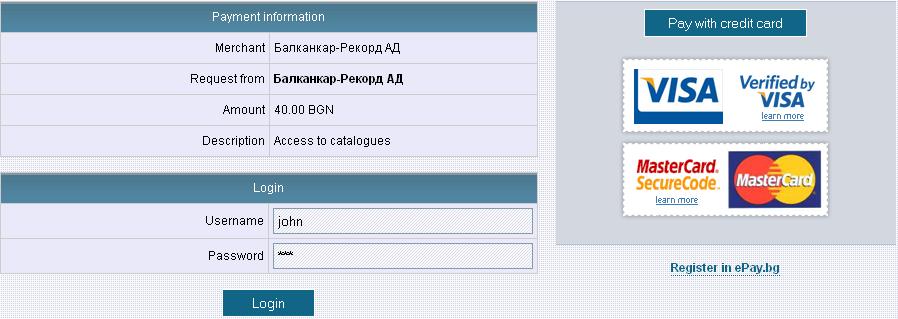 Payment information
Merchant Балканкар-Рекорд АД
Request from Балканкар-Рекорд АД
Amount 40.00 BGN
Description Access to catalogues
Login
Username john
Password ***
Login
Pay with credit card
VISA
Verified by
VISA
learn more
MasterCard.
SecureCode.
learn more
MasterCard
Register in ePay.bg